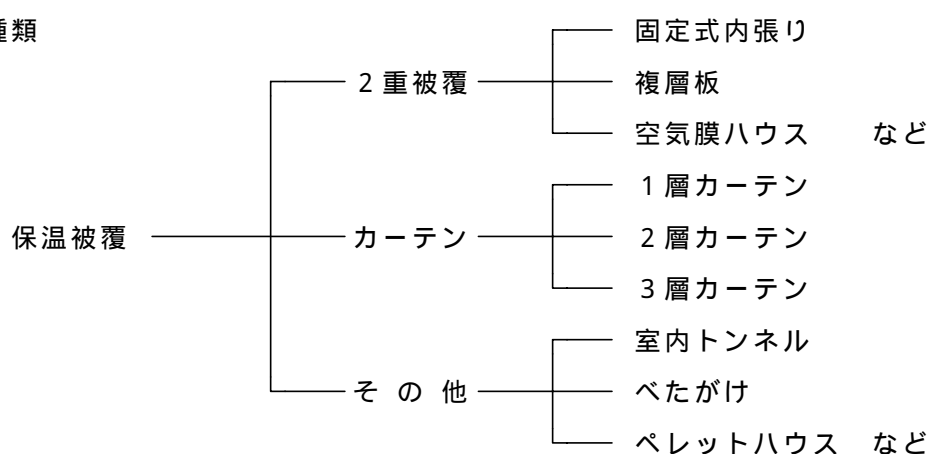 種類
固定式内張り
2重被覆
複層板
空気膜ハウス など
1層カーテン
保温被覆
カーテン
2層カーテン
3層カーテン
室内トンネル
その他
べたがけ
ペレットハウス など